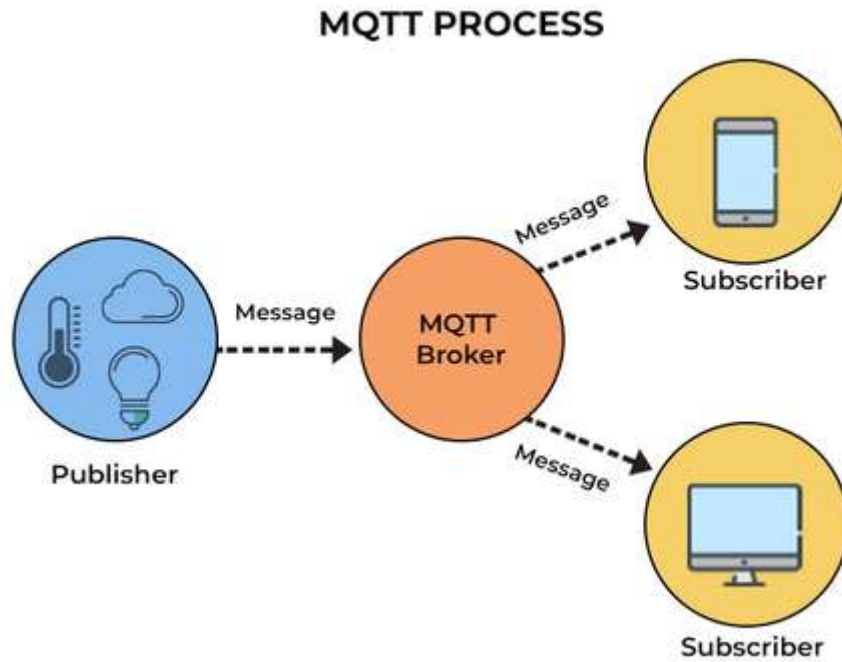 MQTT PROCESS
Message
Subscriber
Message
MQTT
Broker
Publisher
Message
Subscriber